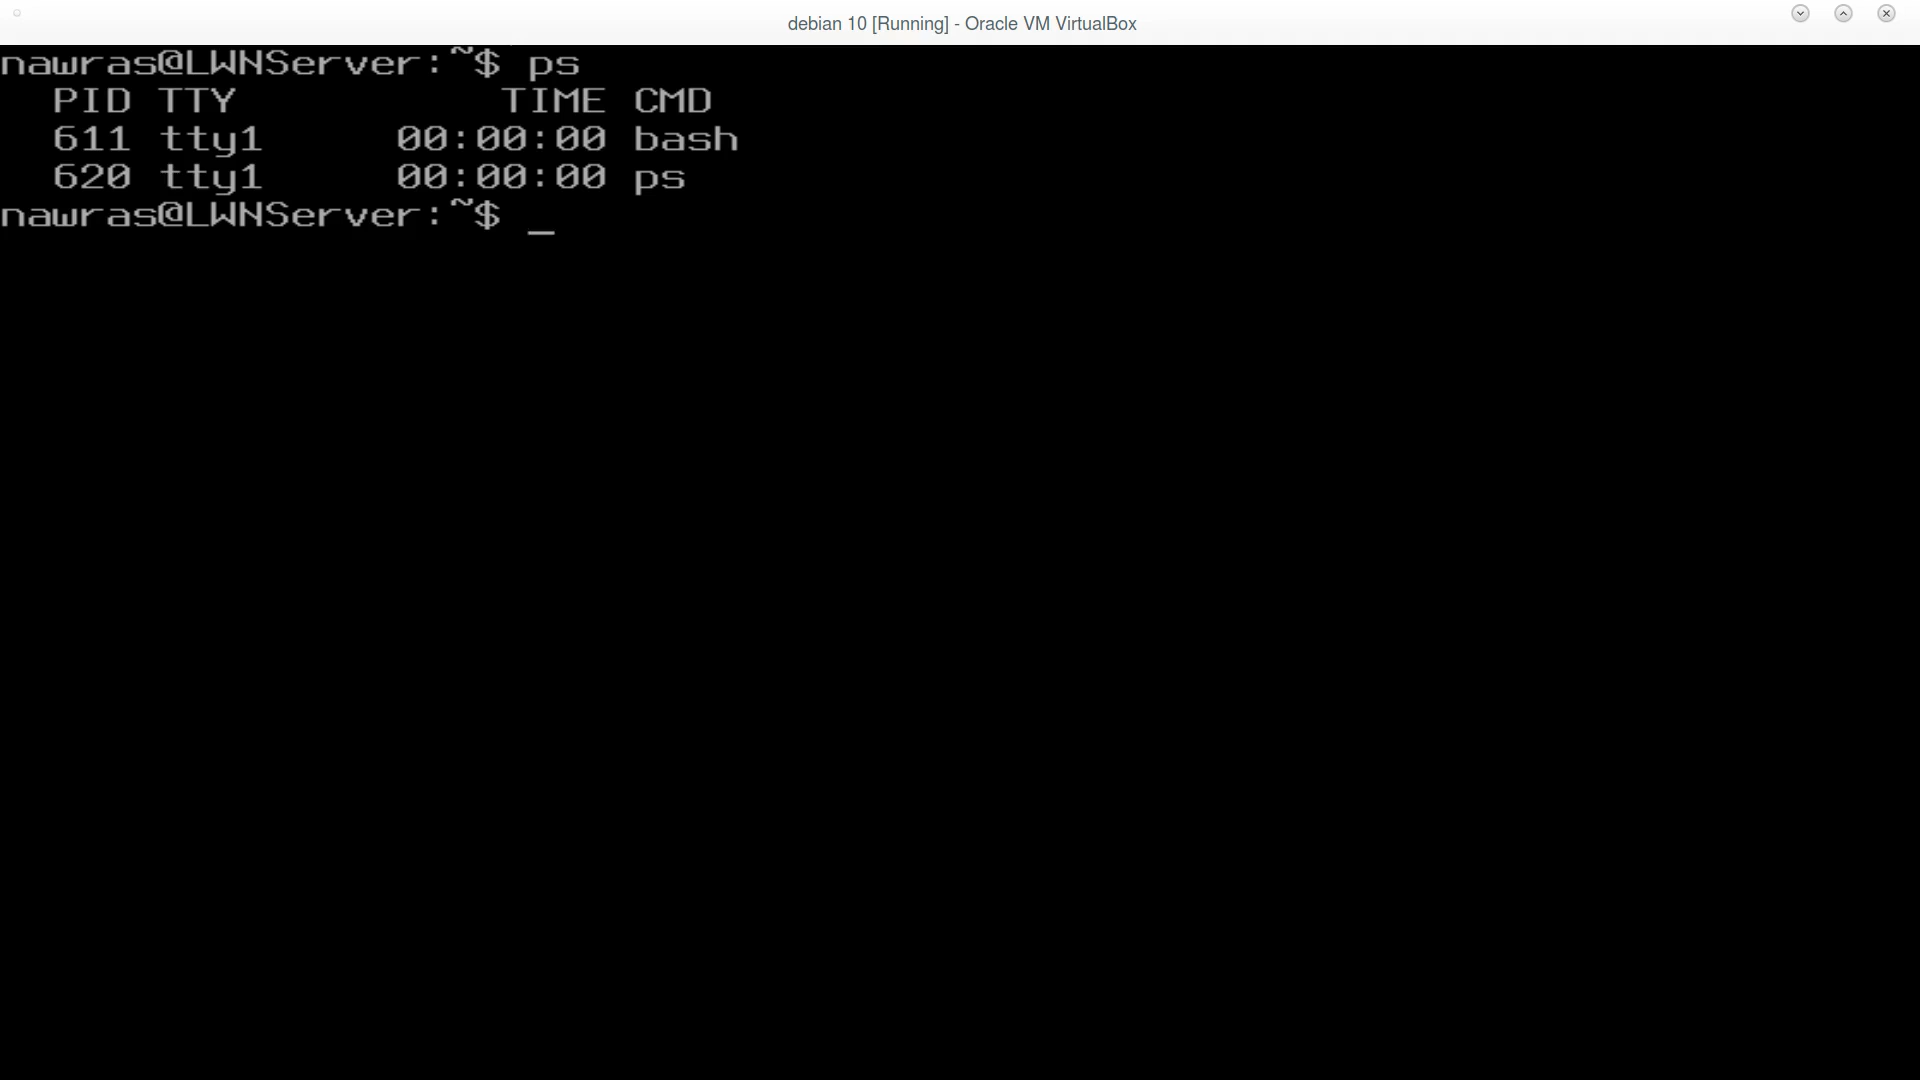 debian 10 [Running] - Oracle VM VirtualBox
nawras@LWNServer:~$ ps
  PID TTY          TIME CMD
  611 tty1     00:00:00 bash
  620 tty1     00:00:00 ps
nawras@LWNServer:~$ _